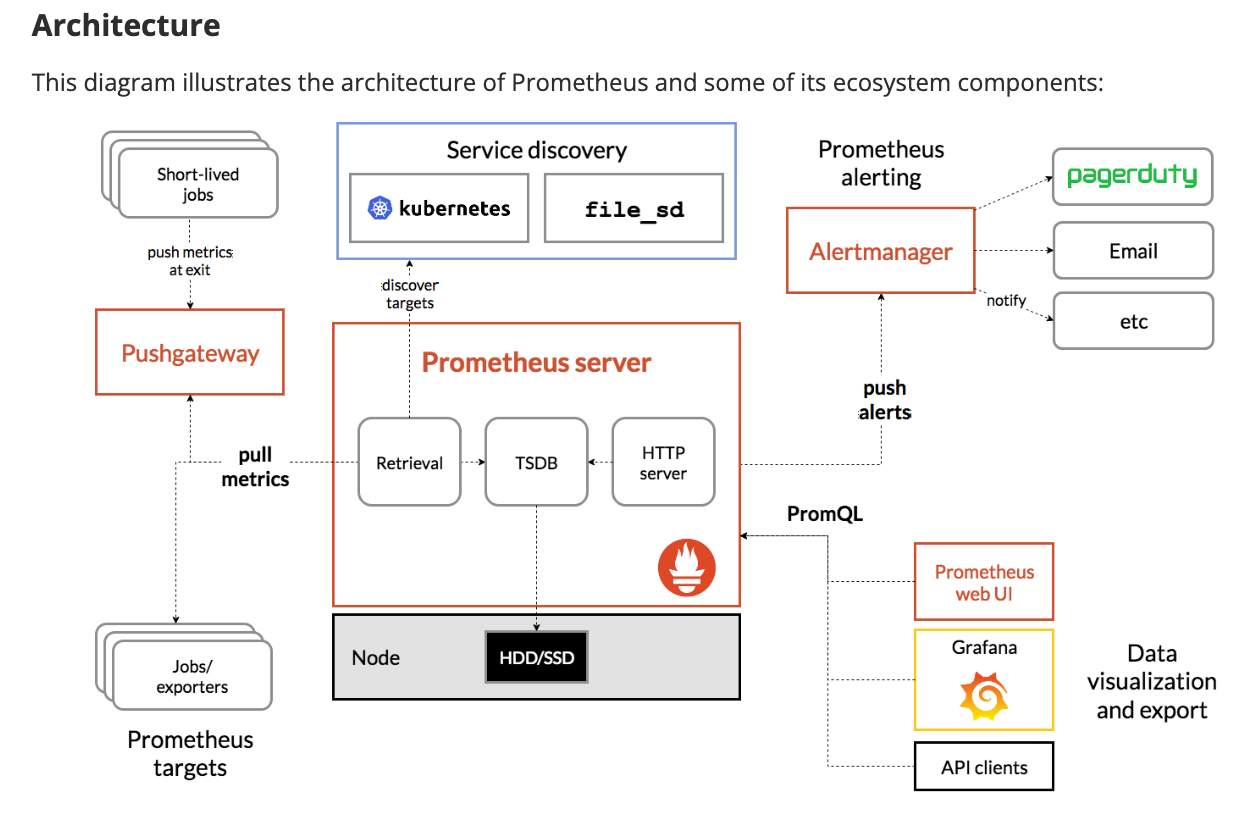 Architecture
This diagram illustrates the architecture of Prometheus and some of its ecosystem components:
Short-lived
jobs
push metrics
at exit
Pushgateway
pull
metrics
Jobs/
exporters
Prometheus
targets
Service discovery
kubernetes
file_sd
discover
targets
Prometheus server
Retrieval
TSDB
HTTP
server
Node
HDD/SSD
Prometheus
alerting
Alertmanager
pagerduty
Email
notify
etc
push
alerts
PromQL
Prometheus
web UI
Grafana
API clients
Data
visualization
and export